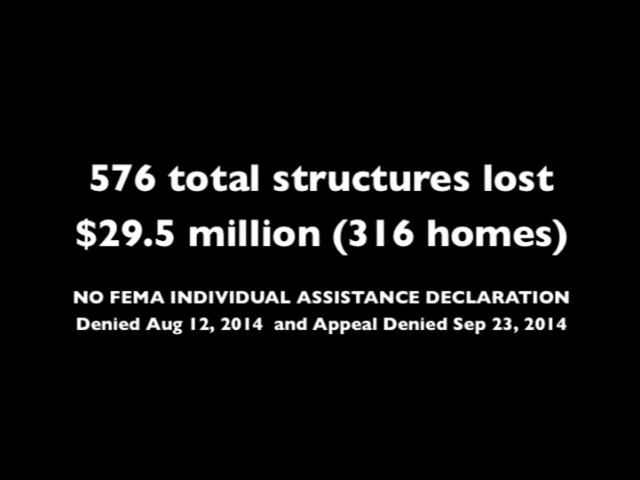 576 total structures lost
$29.5 million (316 homes)
NO FEMA INDIVIDUAL ASSISTANCE DECLARATION
Denied Aug 12, 2014  and Appeal Denied Sep 23, 2014